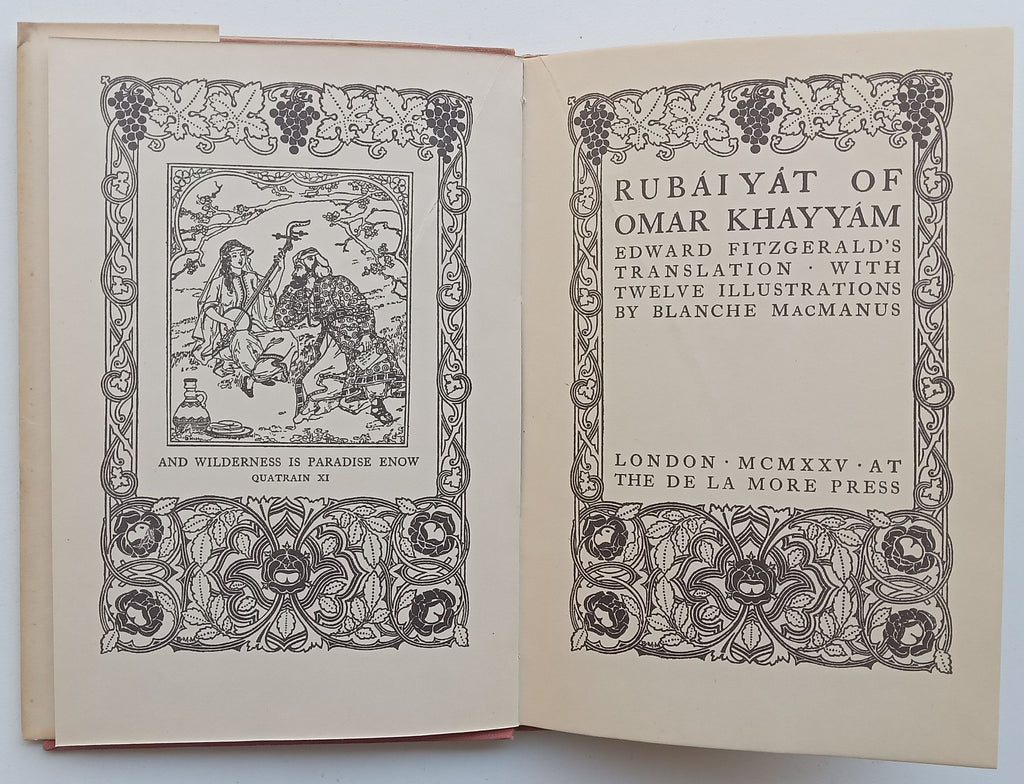 AND WILDERNESS IS PARADISE ENOW
QUATRAIN XI
RUBÁIYÁT OF
OMAR KHAYYÁM
EDWARD FITZGERALD'S
TRANSLATION · WITH
TWELVE ILLUSTRATIONS
BY BLANCHE MACMANUS
LONDON · MCMXXV · AT
THE DE LA MORE PRESS